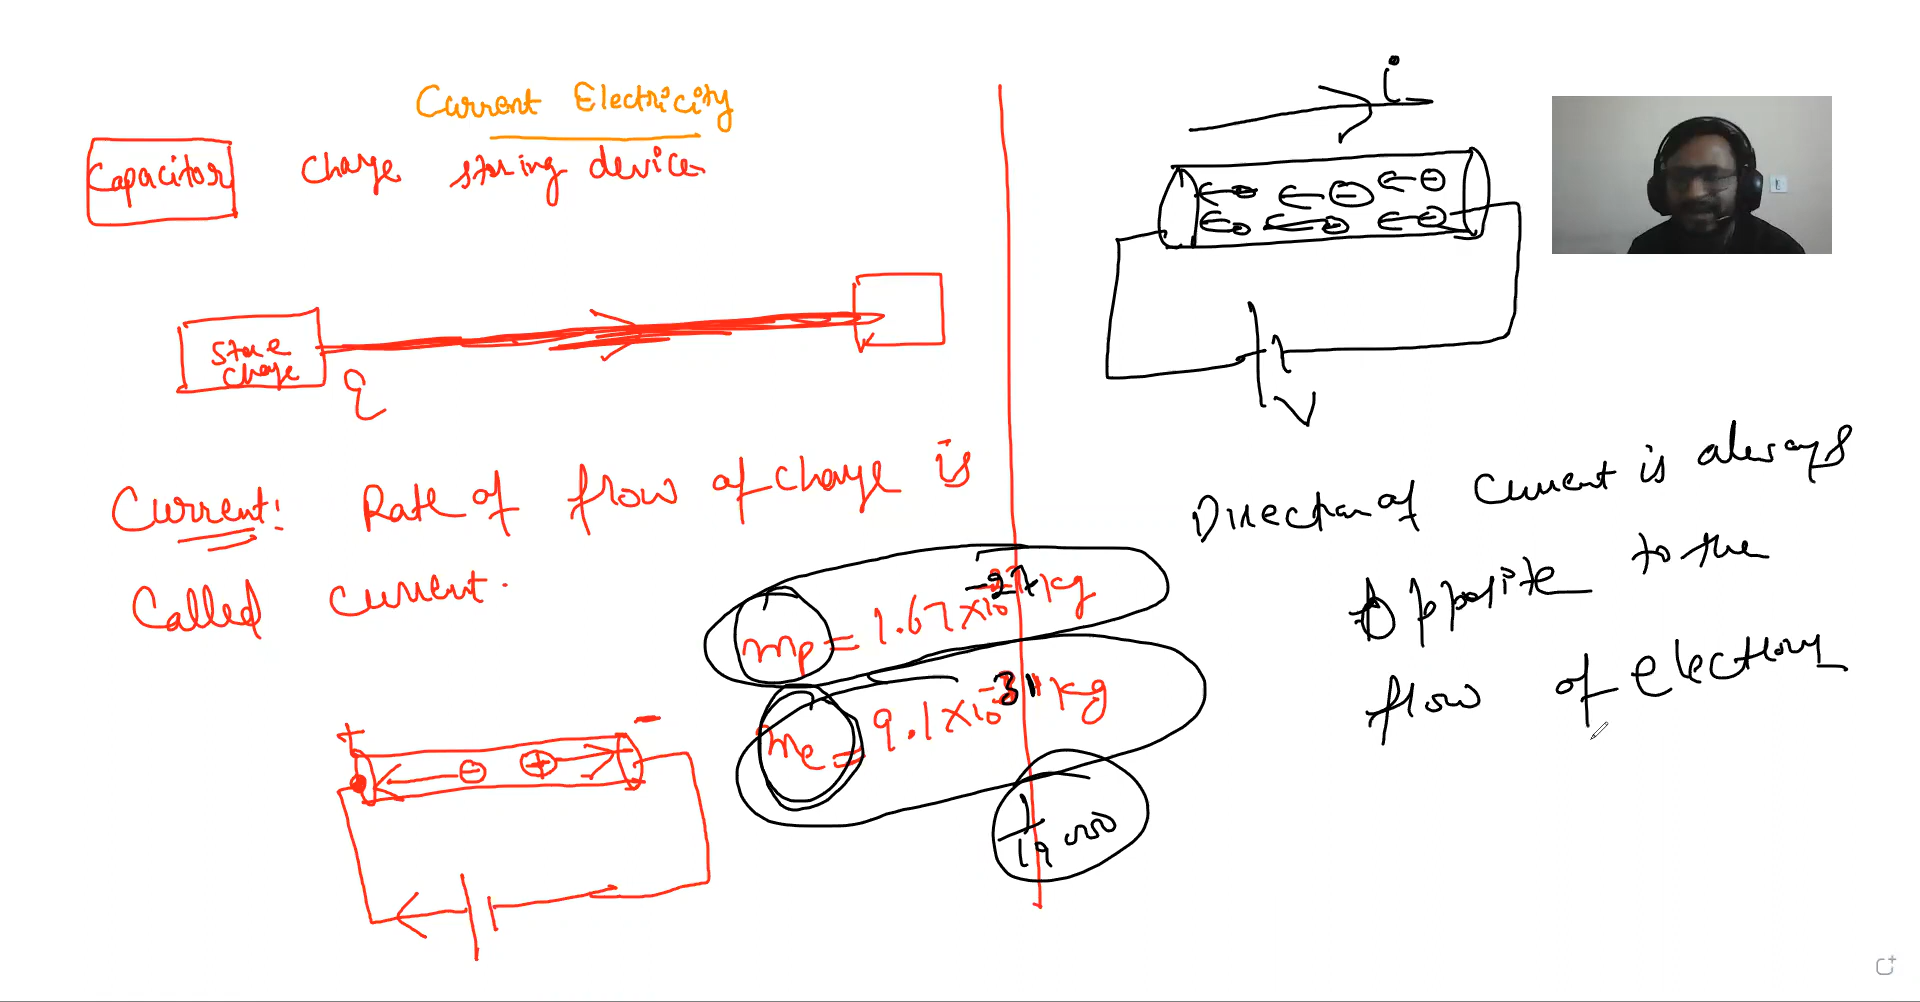 Current Electricity
Capacitor charge storing device
Store
charge
q
Current: Rate of flow of charge is
Called current.
mp = 1.67×10-27 kg
me = 9.1×10-31 kg
+ -
- +
i
- -
-
V
Direction of current is always
opposite to the
flow of electrons